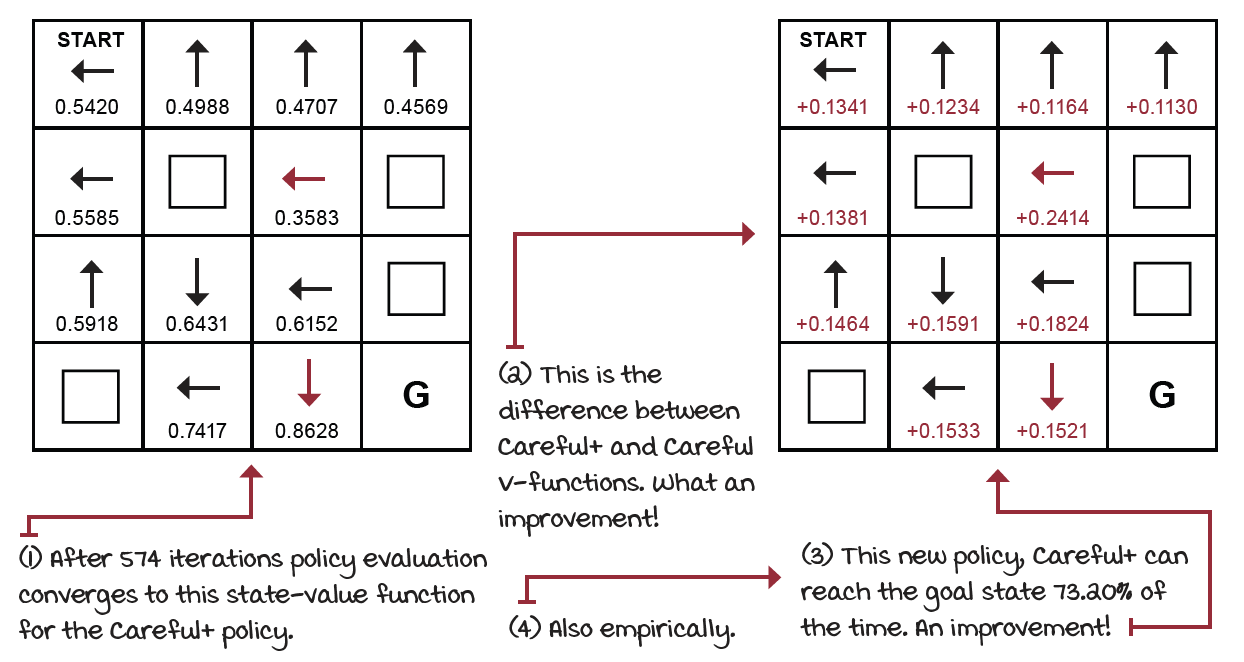 START
0.5420 0.4988 0.4707 0.4569
0.5585 0.3583
0.5918 0.6431 0.6152
G
0.7417 0.8628
START
+0.1341 +0.1234 +0.1164 +0.1130
+0.1381 +0.2414
+0.1464 +0.1591 +0.1824
G
+0.1533 +0.1521
(1) After 574 iterations policy evaluation
converges to this state-value function
for the Careful+ policy.
(2) This is the
difference between
Careful+ and Careful
v-functions. What an
improvement!
(3) This new policy, Careful+ can
reach the goal state 73.20% of
the time. An improvement!
(4) Also empirically.